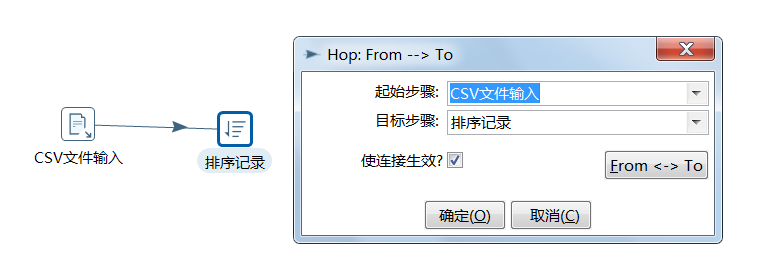 Hop: From --> To
起始步骤:
CSV文件输入
目标步骤:
排序记录
使连接生效?
From <-> To
确定(O)
取消(C)
CSV文件输入
排序记录